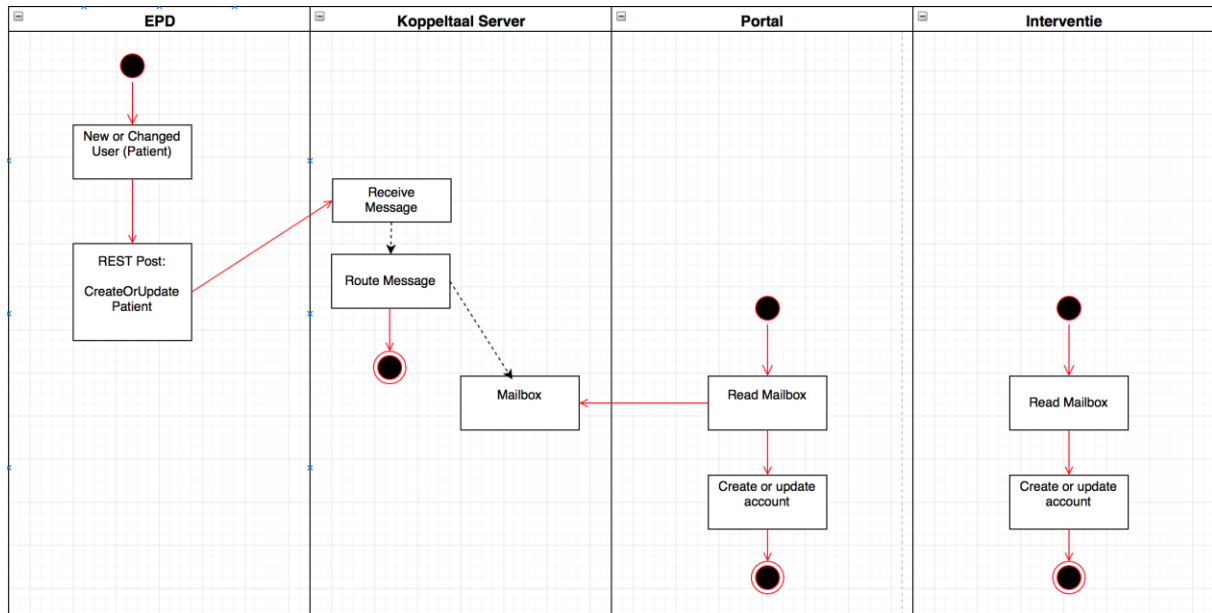 EPD
Koppeltaal Server
Portal
Interventie
New or Changed
User (Patient)
REST Post:
CreateOrUpdate
Patient
Receive
Message
Route Message
Mailbox
Read Mailbox
Create or update
account
Read Mailbox
Create or update
account